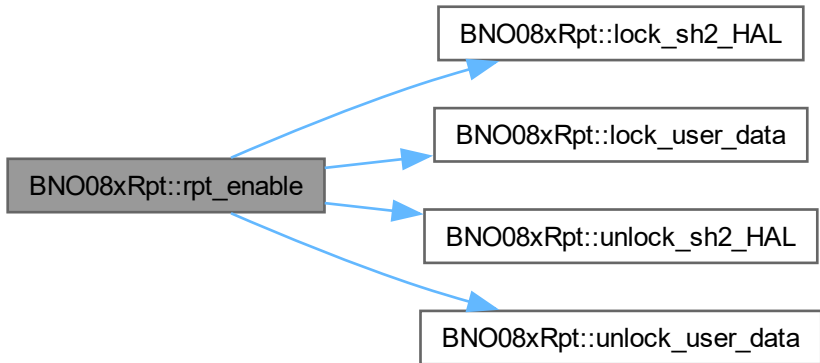 BNO08xRpt::rpt_enable
BNO08xRpt::lock_sh2_HAL
BNO08xRpt::lock_user_data
BNO08xRpt::unlock_sh2_HAL
BNO08xRpt::unlock_user_data